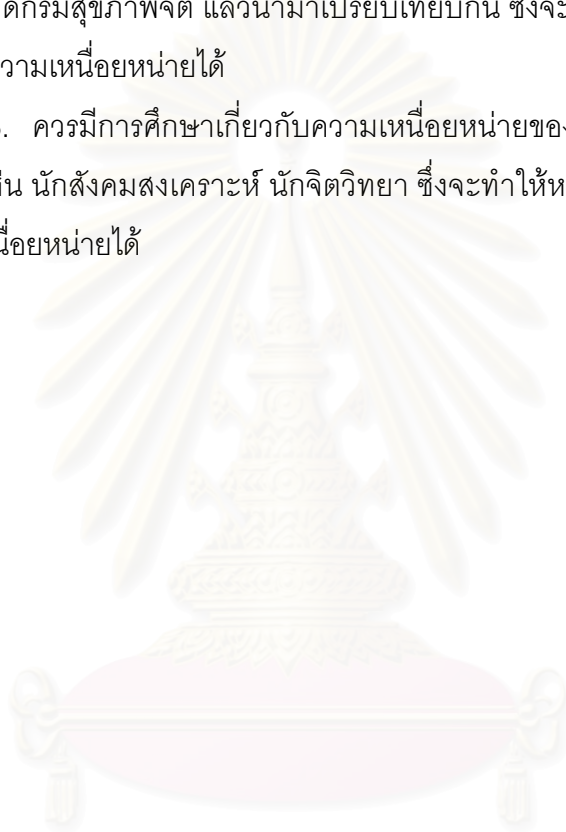 ดกรมสุขภาพจิต แล้วนำมาเปรียบเทียบกัน ซึ่งจะ
วามเหนื่อยหน่ายได้
. ควรมีการศึกษาเกี่ยวกับความเหนื่อยหน่ายของ
่น นักสังคมสงเคราะห์ นักจิตวิทยา ซึ่งจะทำให้ห
นื่อยหน่ายได้